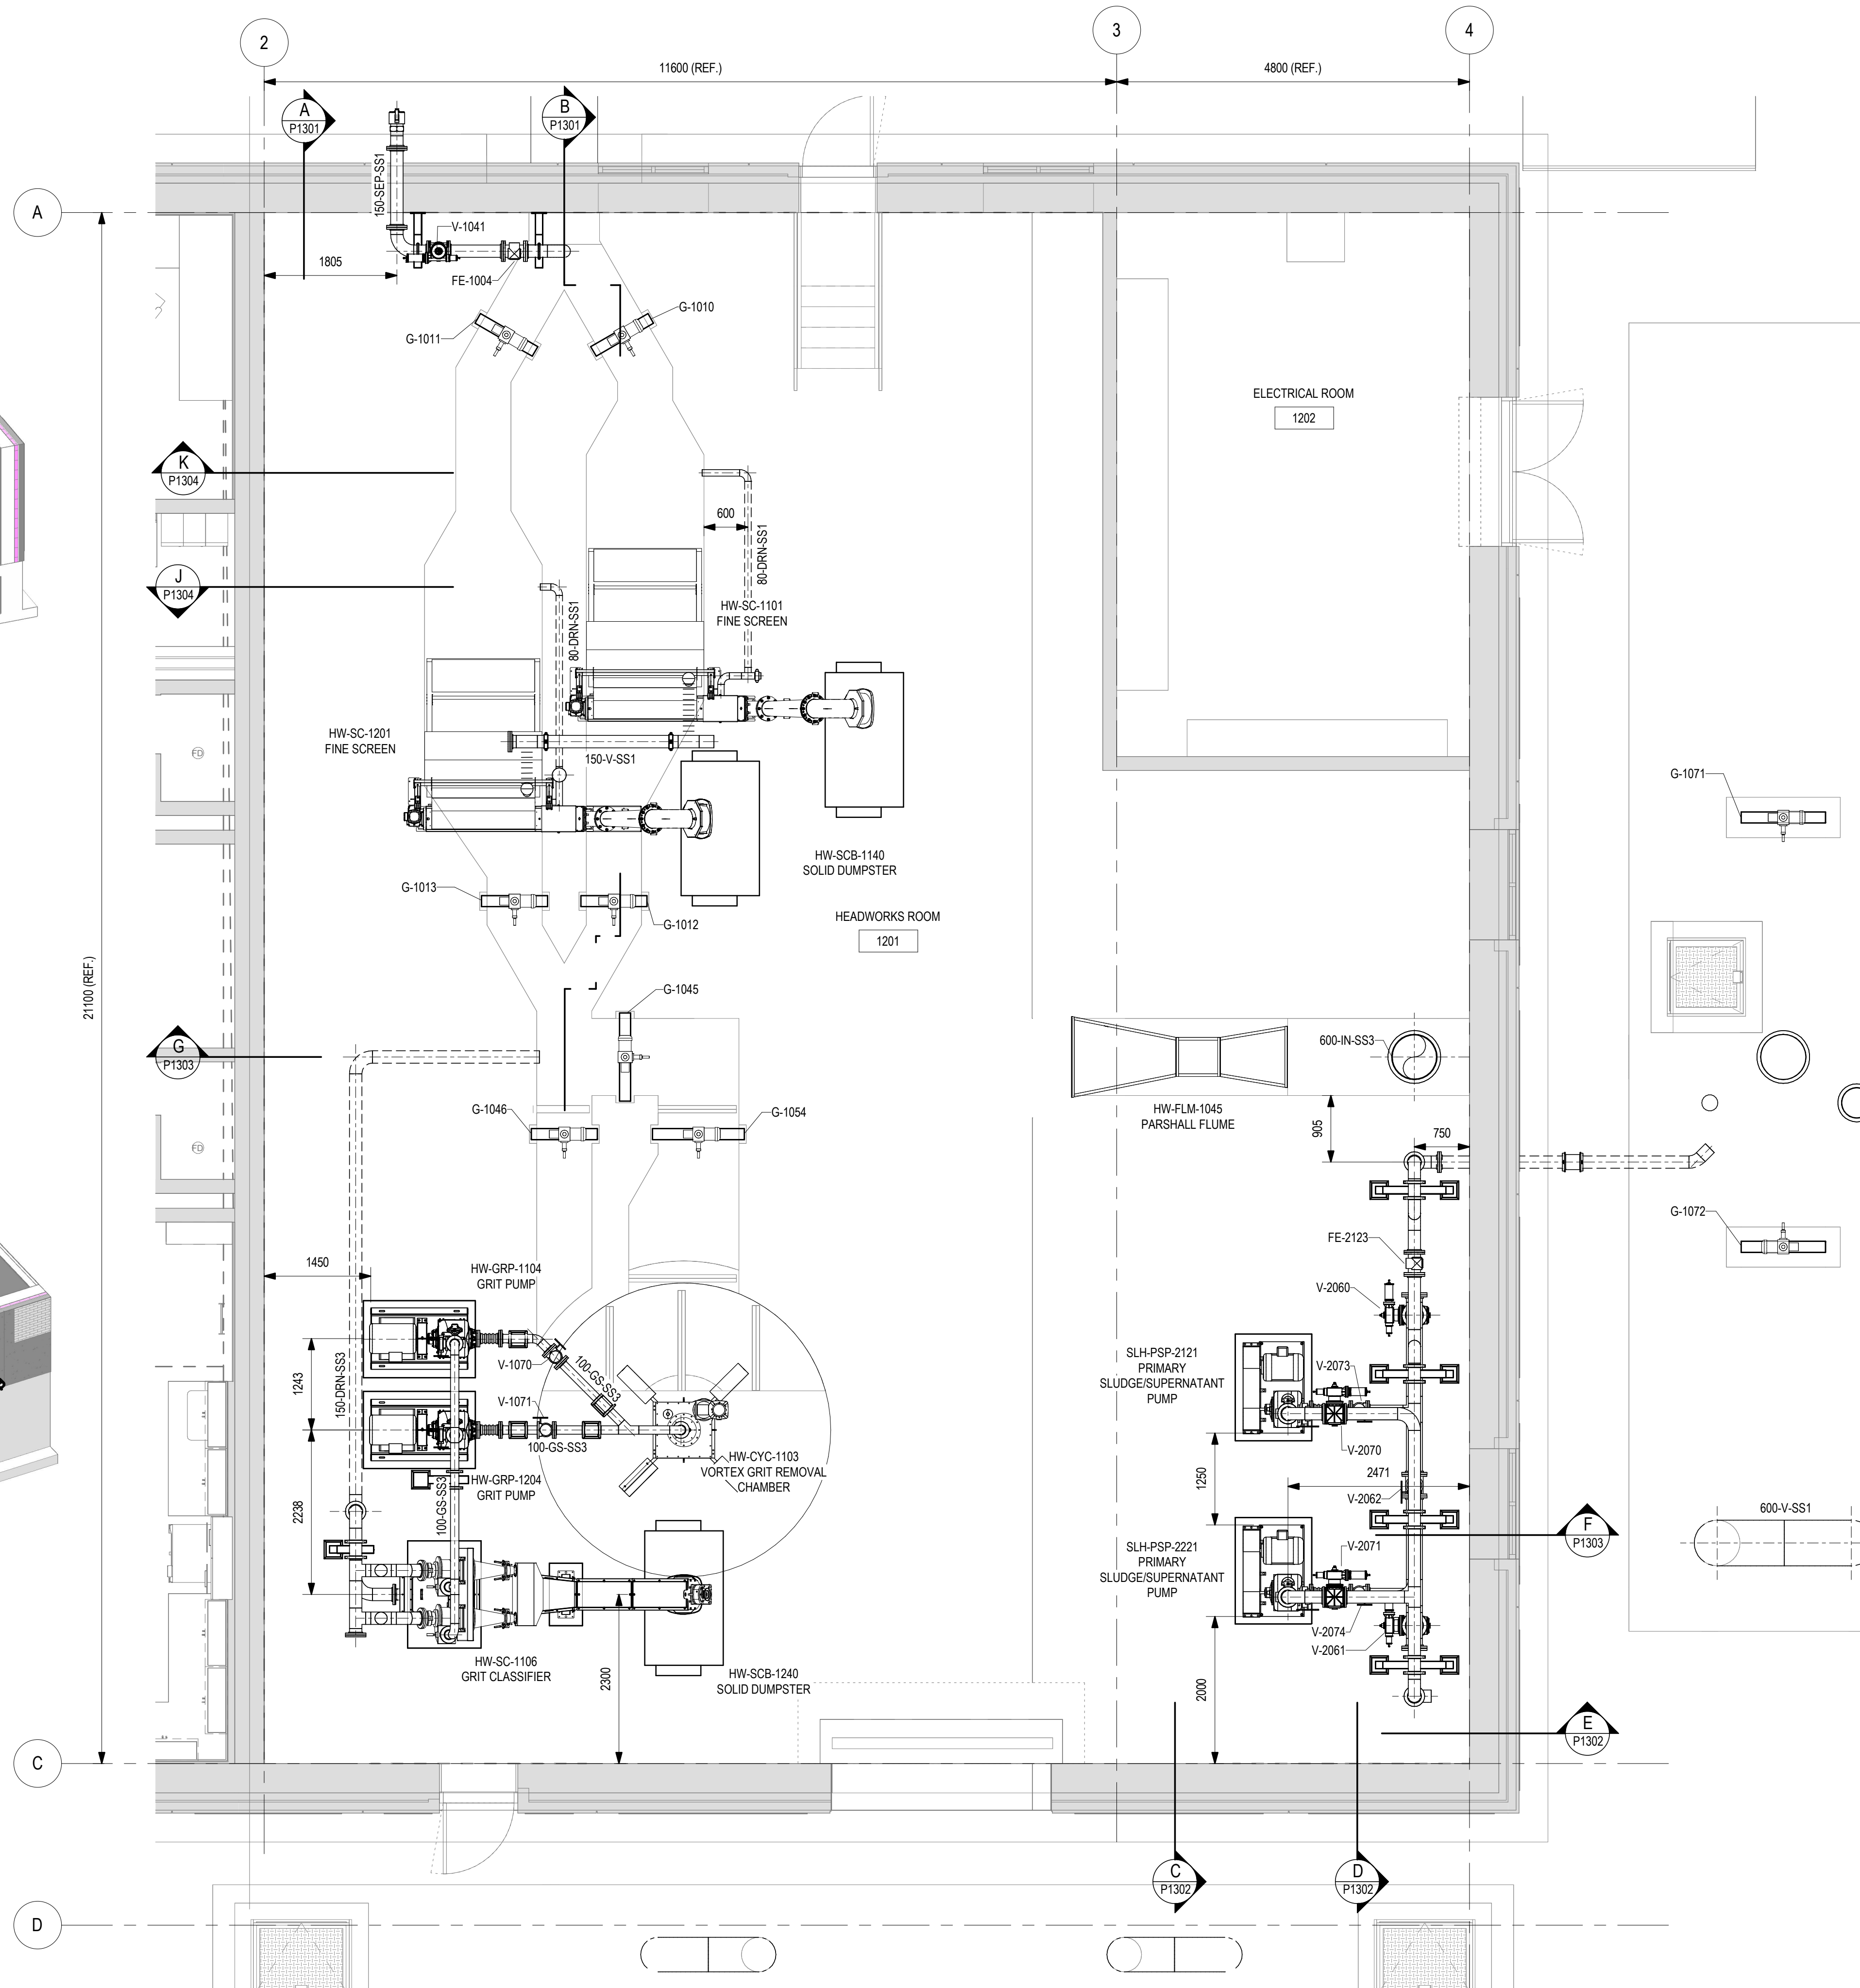 2
3
4
11600 (REF.)
4800 (REF.)
A
P1301
B
P1301
150-SEP-SS1
A
V-1041
1805
FE-1004
G-1010
G-1011
ELECTRICAL ROOM
1202
K
P1304
600
80-DRN-SS1
J
P1304
80-DRN-SS1
HW-SC-1101
FINE SCREEN
HW-SC-1201
FINE SCREEN
150-V-SS1
FD
G-1071
HW-SCB-1140
SOLID DUMPSTER
G-1013
G-1012
HEADWORKS ROOM
1201
21100 (REF.)
G-1045
G
P1303
600-IN-SS3
G-1046
G-1054
HW-FLM-1045
PARSHALL FLUME
905
750
FD
G-1072
FE-2123
1450
HW-GRP-1104
GRIT PUMP
V-2060
1243
150-DRN-SS3
V-1070
100-GS-SS3
SLH-PSP-2121
PRIMARY
SLUDGE/SUPERNATANT
PUMP
V-2073
V-1071
100-GS-SS3
V-2070
HW-CYC-1103
VORTEX GRIT REMOVAL
CHAMBER
HW-GRP-1204
GRIT PUMP
2238
100-GS-SS3
1250
2471
V-2062
600-V-SS1
F
P1303
V-2071
SLH-PSP-2221
PRIMARY
SLUDGE/SUPERNATANT
PUMP
V-2074
V-2061
HW-SC-1106
GRIT CLASSIFIER
2300
HW-SCB-1240
SOLID DUMPSTER
2000
E
P1302
C
C
P1302
D
P1302
D